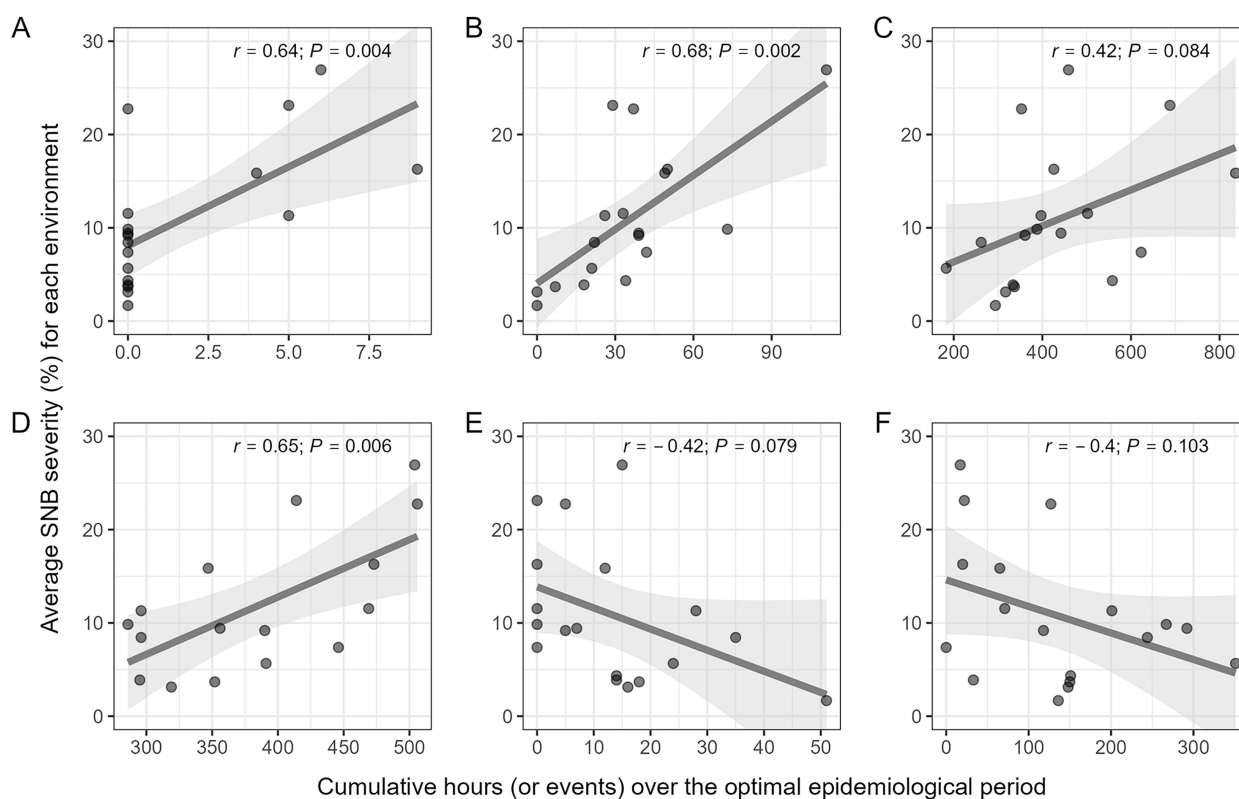 A
r = 0.64; P = 0.004
30
20
10
0
0.0 2.5 5.0 7.5
B
r = 0.68; P = 0.002
30
20
10
0
0 30 60 90
C
r = 0.42; P = 0.084
30
20
10
0
200 400 600 800
D
r = 0.65; P = 0.006
30
20
10
0
300 350 400 450 500
E
r = − 0.42; P = 0.079
30
20
10
0
0 10 20 30 40 50
F
r = − 0.4; P = 0.103
30
20
10
0
0 100 200 300
Average SNB severity (%) for each environment
Cumulative hours (or events) over the optimal epidemiological period